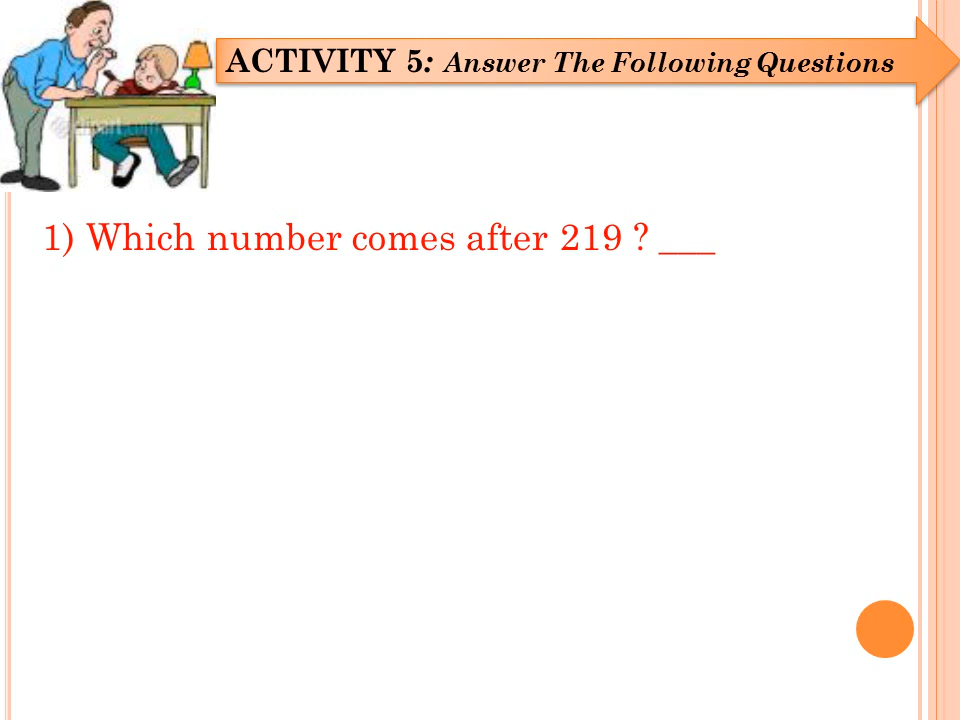 ACTIVITY 5: Answer The Following Questions
1) Which number comes after 219 ? ___